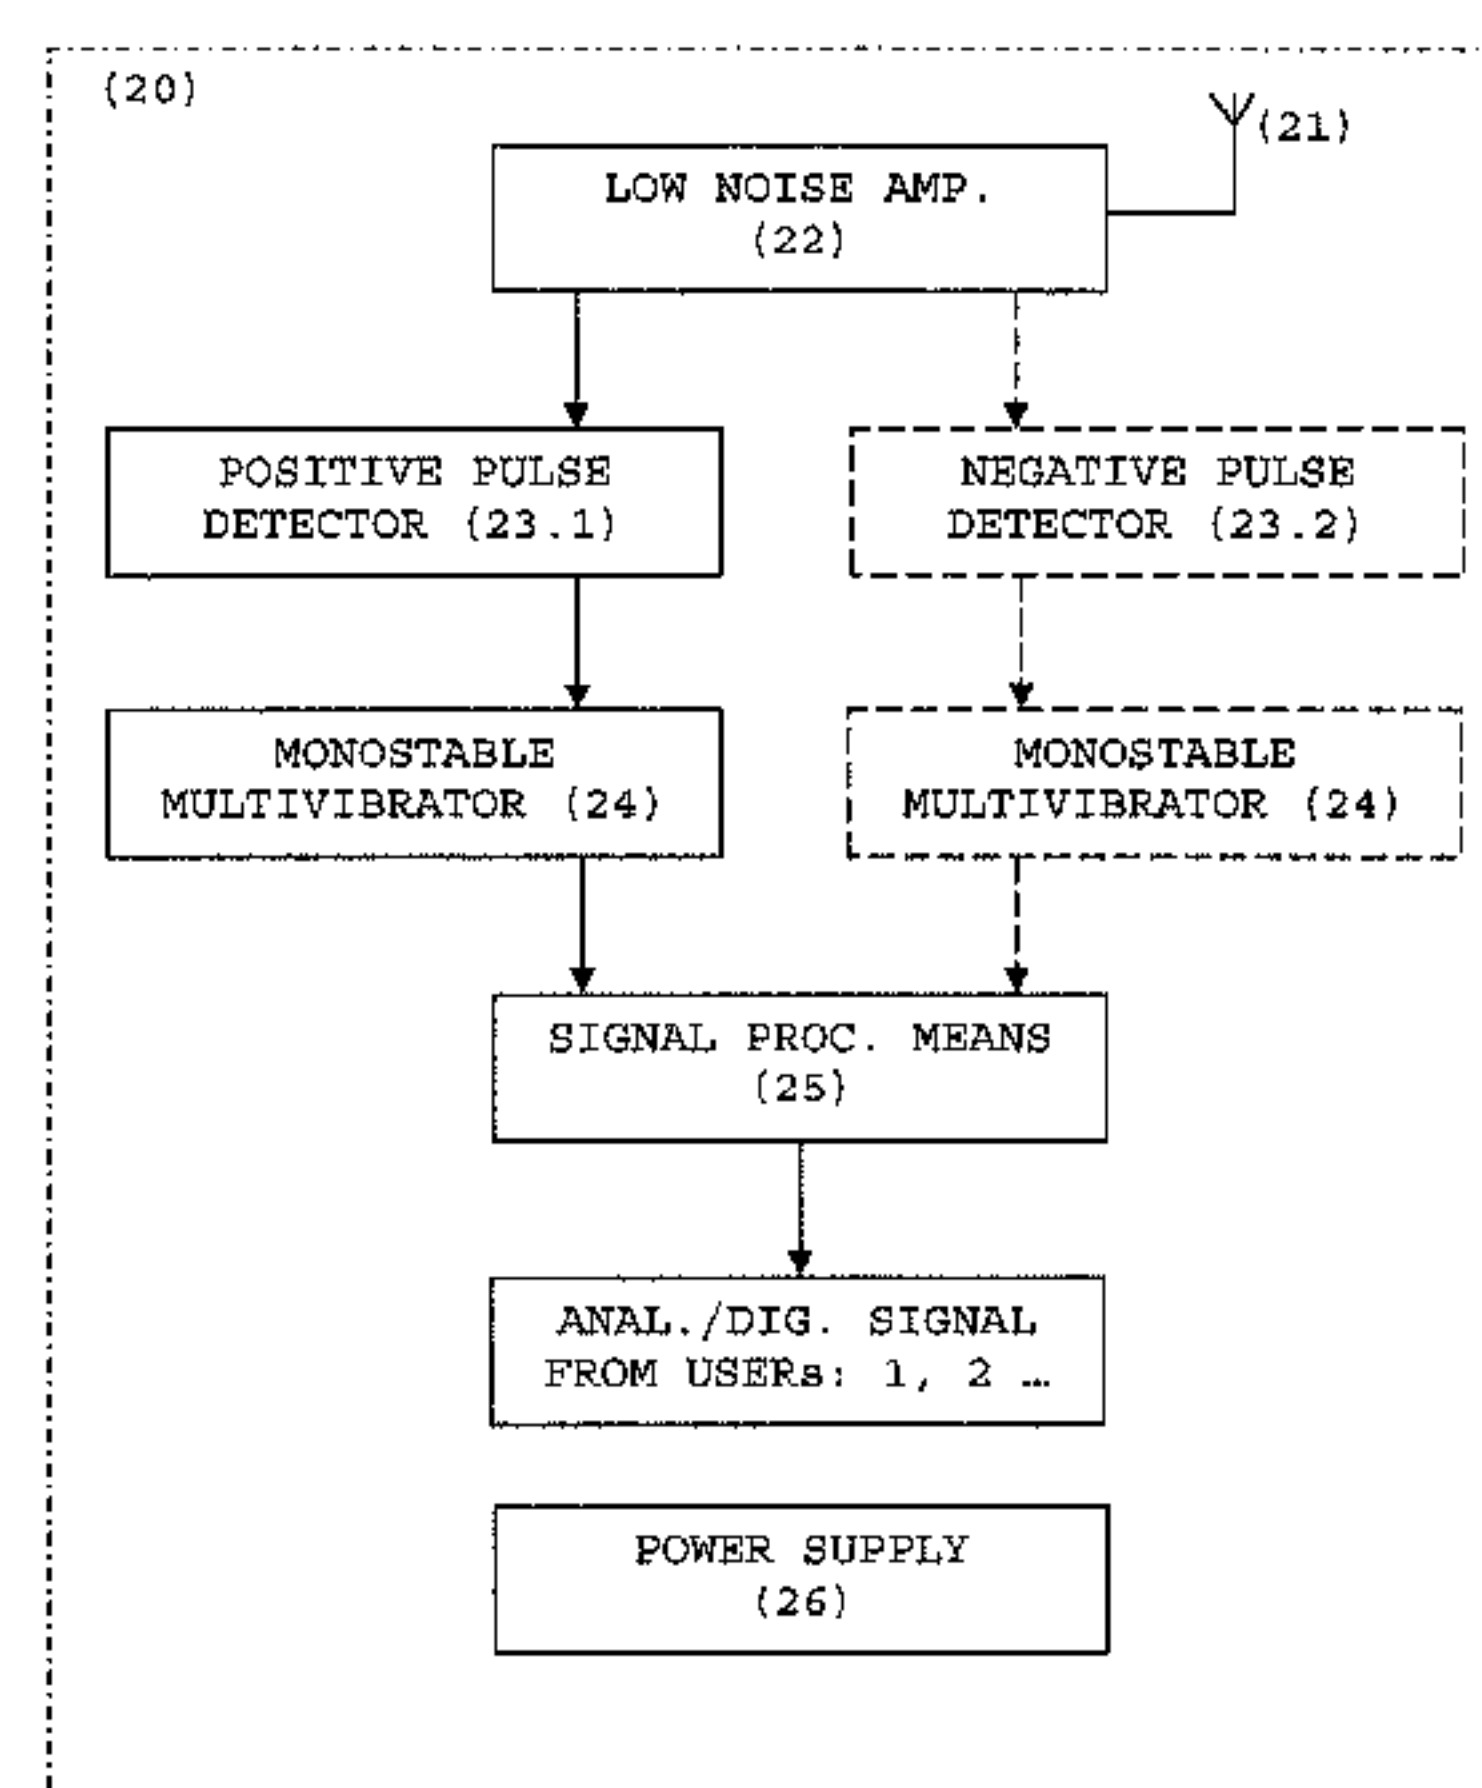 (20)
(21)
LOW NOISE AMP.
(22)
POSITIVE PULSE
DETECTOR (23.1)
NEGATIVE PULSE
DETECTOR (23.2)
MONOSTABLE
MULTIVIBRATOR (24)
MONOSTABLE
MULTIVIBRATOR (24)
SIGNAL PROC. MEANS
(25)
ANAL./DIG. SIGNAL
FROM USERs: 1, 2 …
POWER SUPPLY
(26)